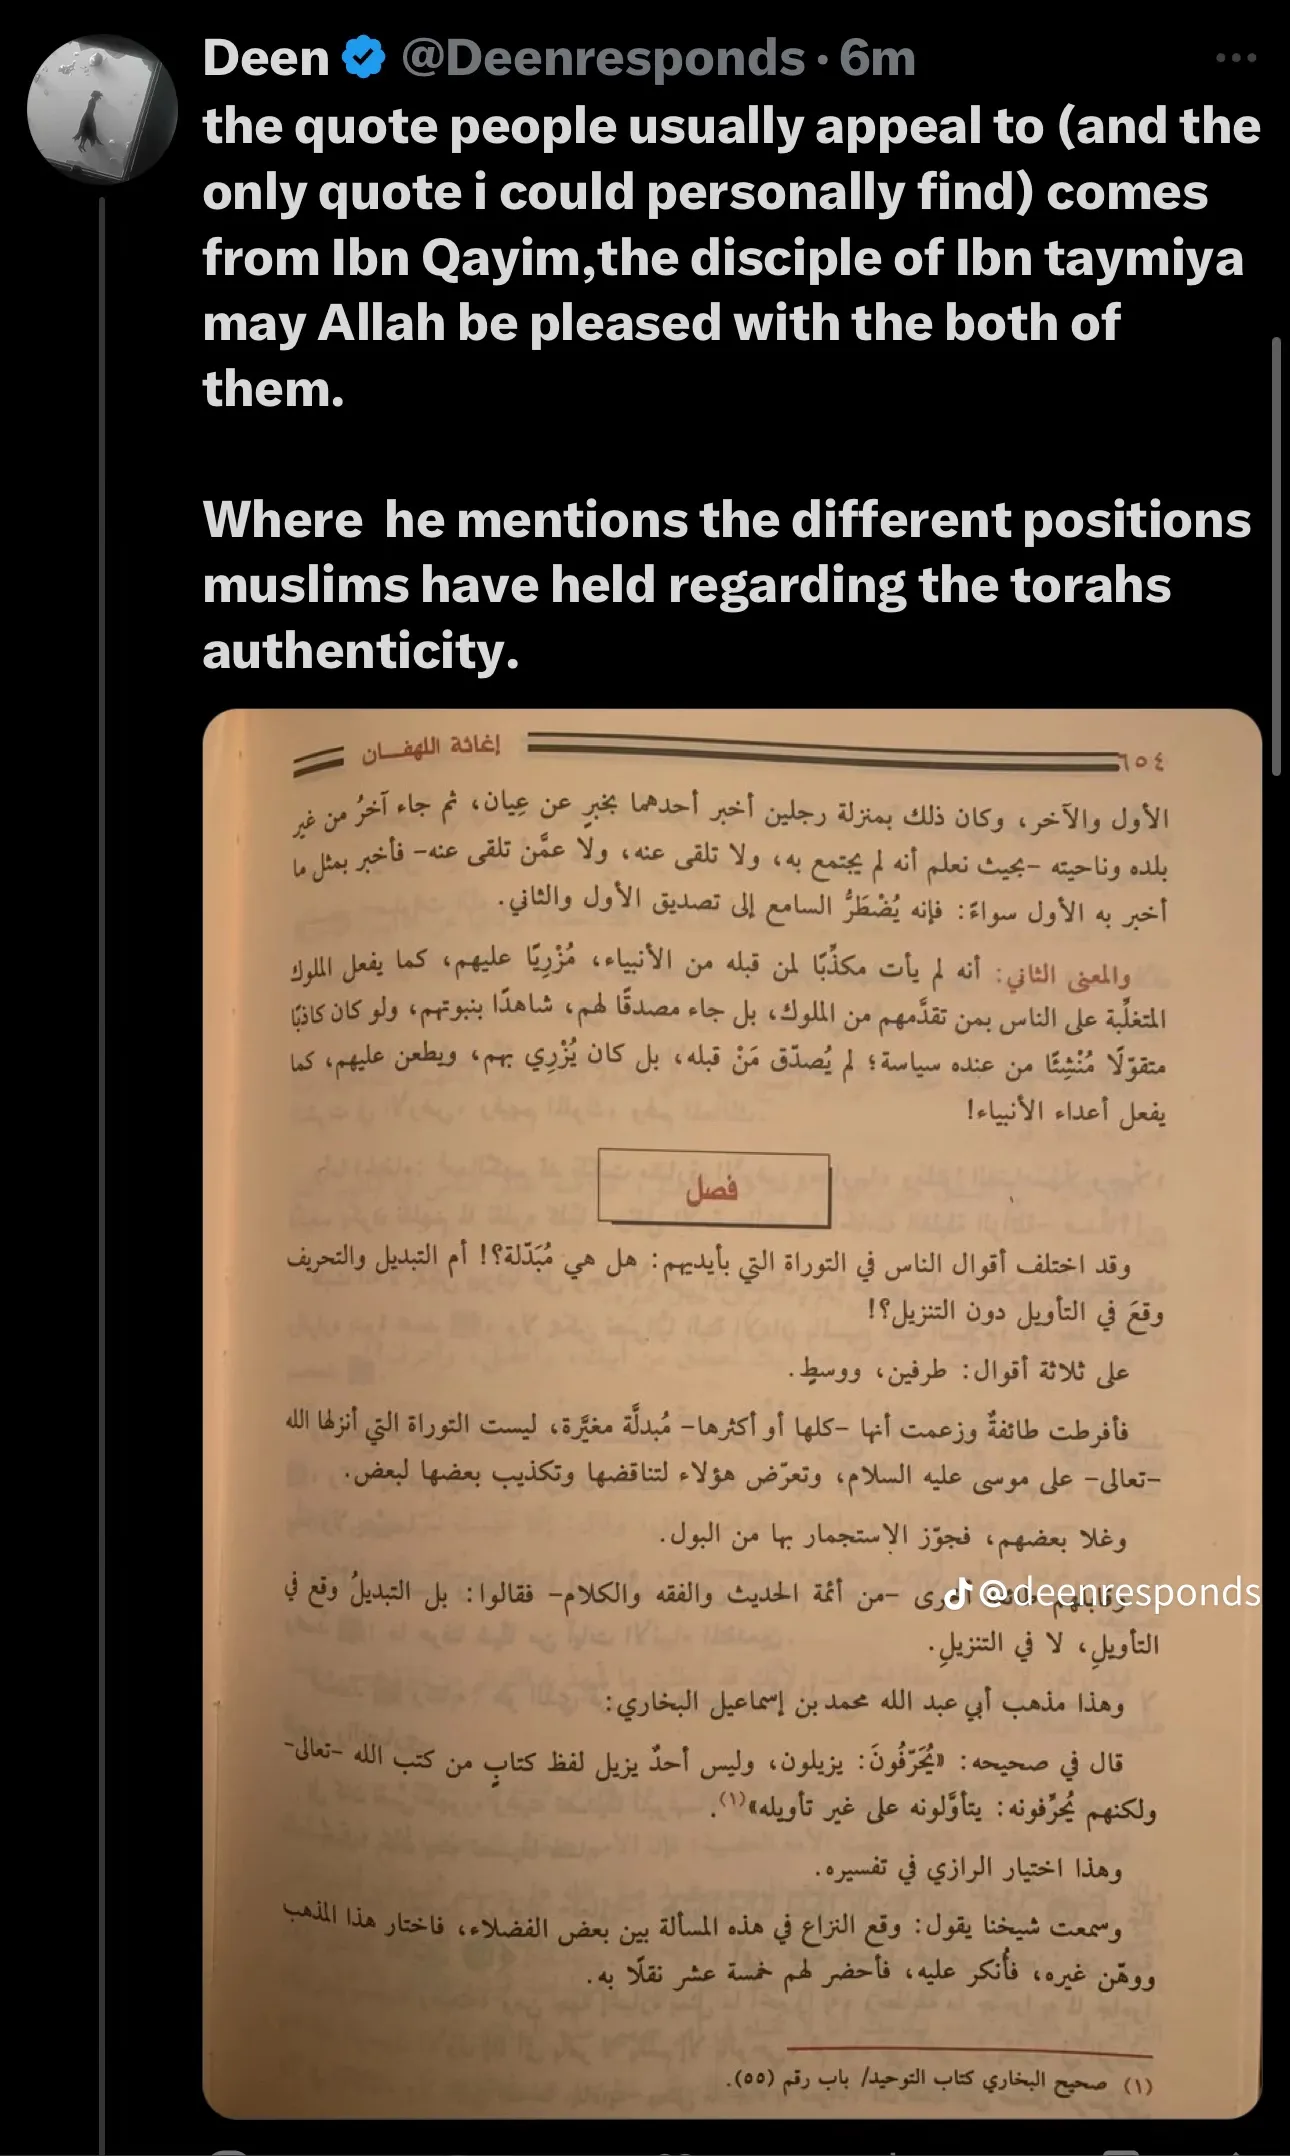 Deen @Deenresponds · 6m
the quote people usually appeal to (and the
only quote i could personally find) comes
from Ibn Qayim,the disciple of Ibn taymiya
may Allah be pleased with the both of
them.
Where he mentions the different positions
muslims have held regarding the torahs
authenticity.
٦٥٤ إغاثة اللهفـــان
الأول والآخر، وكان ذلك بمنزلة رجلين أخبر أحدهما بخبرٍ عن عِيان، ثم جاء آخرُ من غير
بلده وناحيته -بحيث نعلم أنه لم يجتمع به، ولا تلقى عنه، ولا عمَّن تلقى عنه- فأخبر بمثل ما
أخبر به الأول سواءً: فإنه يُضْطَرُّ السامع إلى تصديق الأول والثاني.
والمعنى الثاني: أنه لم يأت مكذِّبًا لمن قبله من الأنبياء، مُزْرِيًا عليهم، كما يفعل الملوك
المتغلِّبة على الناس بمن تقدَّمهم من الملوك، بل جاء مصدقًا لهم، شاهدًا بنبوتهم، ولو كان كاذبًا
متقوّلًا مُنْشِئًا من عنده سياسة؛ لم يُصدّق مَنْ قبله، بل كان يُزْرِي بهم، ويطعن عليهم، كما
يفعل أعداء الأنبياء!
فصل
وقد اختلف أقوال الناس في التوراة التي بأيديهم: هل هي مُبَدّلة؟! أم التبديل والتحريف
وقعَ في التأويل دون التنزيل؟!
على ثلاثة أقوال: طرفين، ووسطٍ.
فأفرطت طائفةٌ وزعمت أنها -كلها أو أكثرها- مُبدلَّة مغيَّرة، ليست التوراة التي أنزلها الله
-تعالى- على موسى عليه السلام، وتعرّض هؤلاء لتناقضها وتكذيب بعضها لبعض.
وغلا بعضهم، فجوّز الاستجمار بها من البول.
-من أئمة الحديث والفقه والكلام- فقالوا: بل التبديلُ وقع في
@deenresponds
التأويلِ، لا في التنزيلِ.
وهذا مذهب أبي عبد الله محمد بن إسماعيل البخاري:
قال في صحيحه: «يُحَرّفُونَ: يزيلون، وليس أحدٌ يزيل لفظ كتابٍ من كتب الله -تعالى-
ولكنهم يُحرِّفونه: يتأوَّلونه على غير تأويله»(١).
وهذا اختيار الرازي في تفسيره.
وسمعت شيخنا يقول: وقع النزاع في هذه المسألة بين بعض الفضلاء، فاختار هذا المذهب
ووهّن غيره، فأُنكر عليه، فأحضر لهم خمسة عشر نقلًا به.
(١) صحيح البخاري كتاب التوحيد/ باب رقم (٥٥).